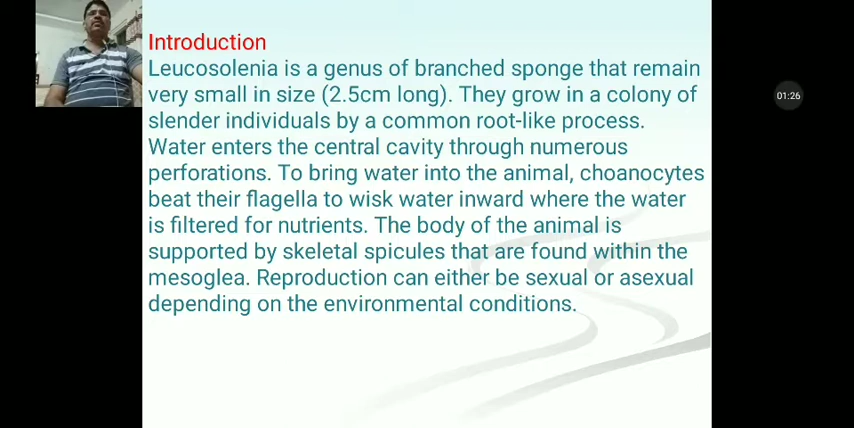 Introduction
Leucosolenia is a genus of branched sponge that remain
very small in size (2.5cm long). They grow in a colony of
slender individuals by a common root-like process.
Water enters the central cavity through numerous
perforations. To bring water into the animal, choanocytes
beat their flagella to wisk water inward where the water
is filtered for nutrients. The body of the animal is
supported by skeletal spicules that are found within the
mesoglea. Reproduction can either be sexual or asexual
depending on the environmental conditions.
01:26